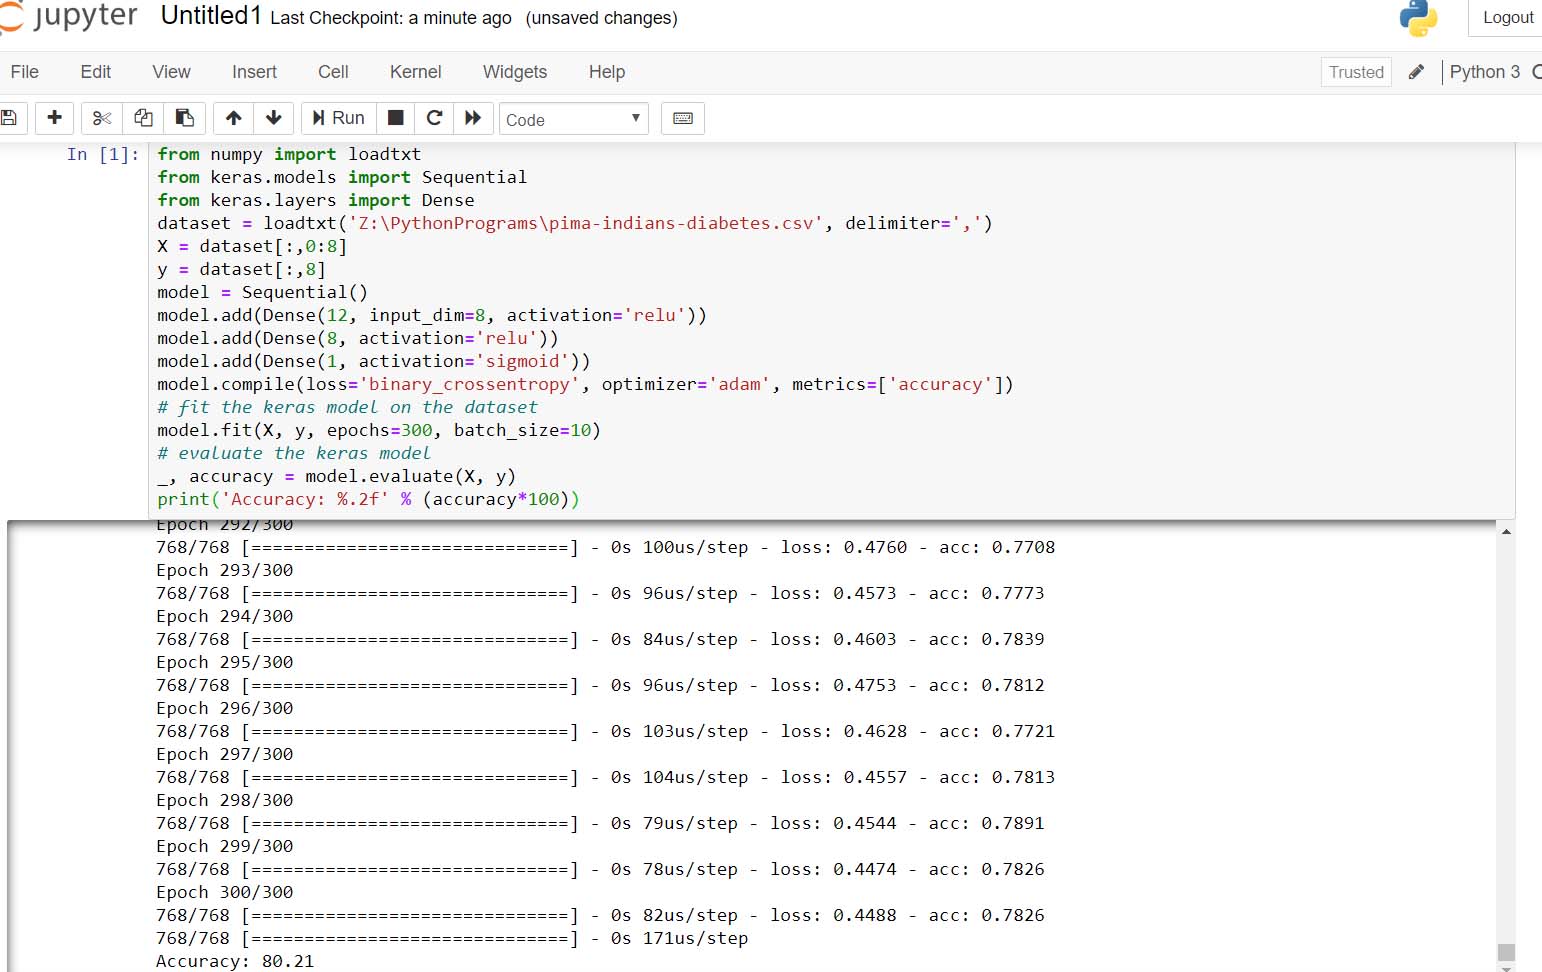 jupyter Untitled1 Last Checkpoint: a minute ago (unsaved changes) Logout
File Edit View Insert Cell Kernel Widgets Help Trusted Python 3
Run Code
In [1]: from numpy import loadtxt
from keras.models import Sequential
from keras.layers import Dense
dataset = loadtxt('Z:\PythonPrograms\pima-indians-diabetes.csv', delimiter=',')
X = dataset[:,0:8]
y = dataset[:,8]
model = Sequential()
model.add(Dense(12, input_dim=8, activation='relu'))
model.add(Dense(8, activation='relu'))
model.add(Dense(1, activation='sigmoid'))
model.compile(loss='binary_crossentropy', optimizer='adam', metrics=['accuracy'])
# fit the keras model on the dataset
model.fit(X, y, epochs=300, batch_size=10)
# evaluate the keras model
_, accuracy = model.evaluate(X, y)
print('Accuracy: %.2f' % (accuracy*100))
Epoch 292/300
768/768 [==============================] - 0s 100us/step - loss: 0.4760 - acc: 0.7708
Epoch 293/300
768/768 [==============================] - 0s 96us/step - loss: 0.4573 - acc: 0.7773
Epoch 294/300
768/768 [==============================] - 0s 84us/step - loss: 0.4603 - acc: 0.7839
Epoch 295/300
768/768 [==============================] - 0s 96us/step - loss: 0.4753 - acc: 0.7812
Epoch 296/300
768/768 [==============================] - 0s 103us/step - loss: 0.4628 - acc: 0.7721
Epoch 297/300
768/768 [==============================] - 0s 104us/step - loss: 0.4557 - acc: 0.7813
Epoch 298/300
768/768 [==============================] - 0s 79us/step - loss: 0.4544 - acc: 0.7891
Epoch 299/300
768/768 [==============================] - 0s 78us/step - loss: 0.4474 - acc: 0.7826
Epoch 300/300
768/768 [==============================] - 0s 82us/step - loss: 0.4488 - acc: 0.7826
768/768 [==============================] - 0s 171us/step
Accuracy: 80.21